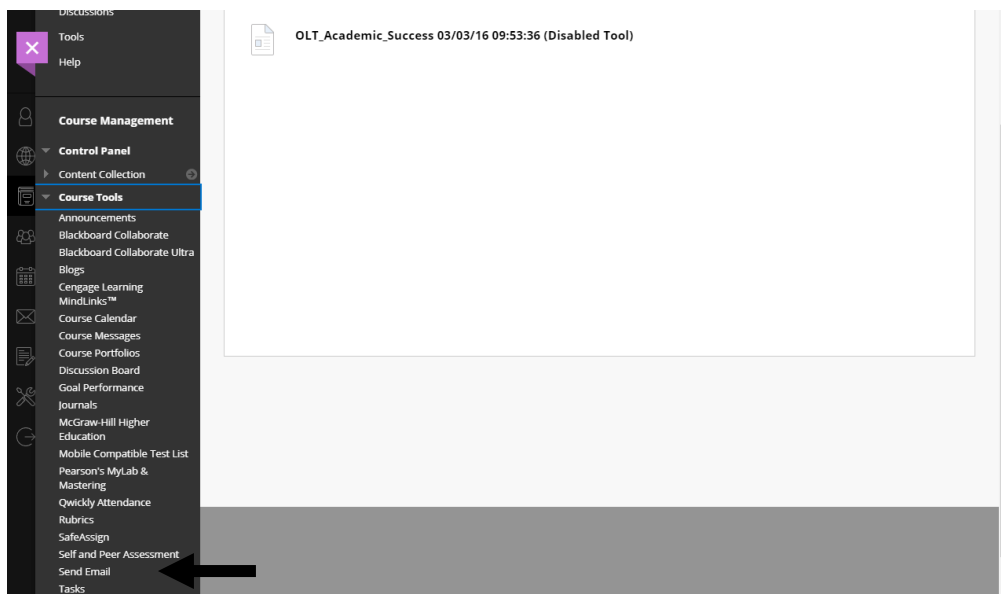 Discussions
Tools
Help
OLT_Academic_Success 03/03/16 09:53:36 (Disabled Tool)
Course Management
Control Panel
Content Collection
Course Tools
Announcements
Blackboard Collaborate
Blackboard Collaborate Ultra
Blogs
Cengage Learning
MindLinks™
Course Calendar
Course Messages
Course Portfolios
Discussion Board
Goal Performance
Journals
McGraw-Hill Higher
Education
Mobile Compatible Test List
Pearson's MyLab &
Mastering
Qwickly Attendance
Rubrics
SafeAssign
Self and Peer Assessment
Send Email
Tasks